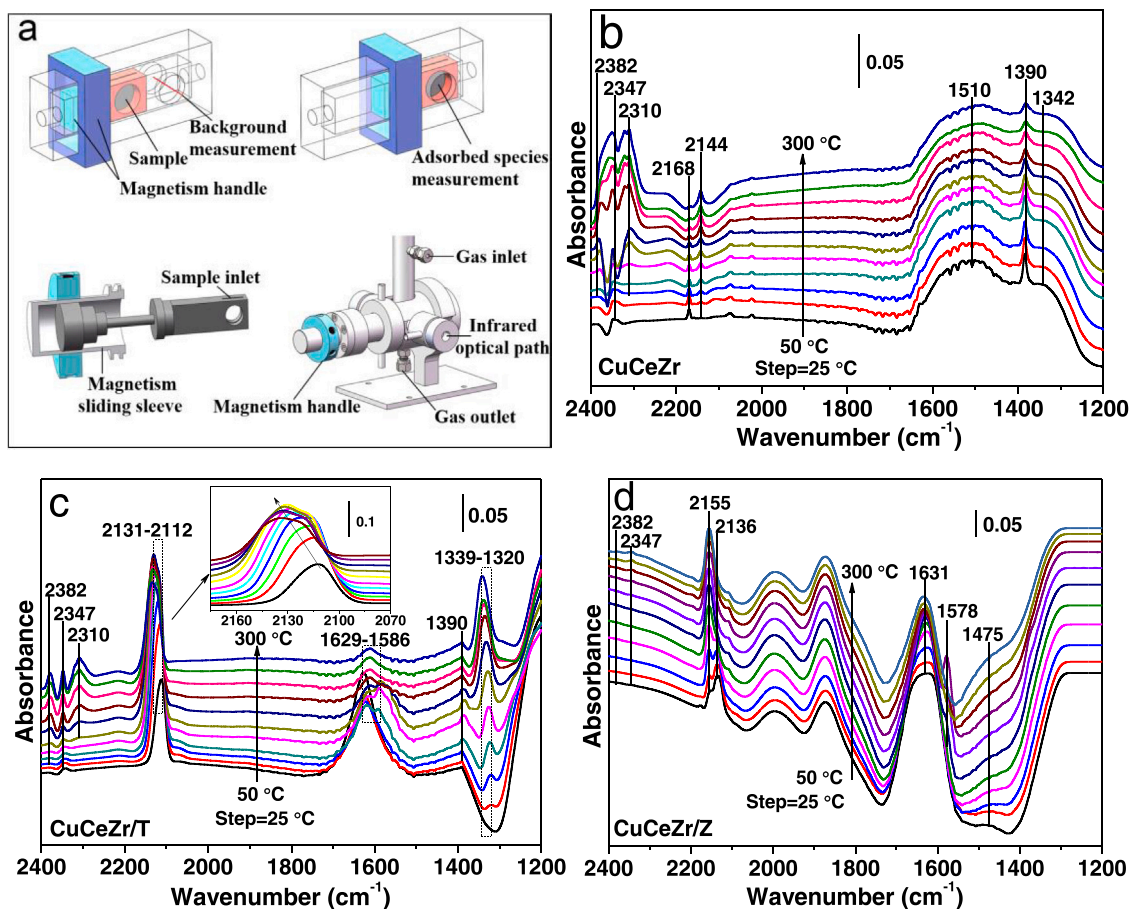 a
Background
measurement
Sample
Magnetism handle
Adsorbed species
measurement
Sample inlet
Magnetism
sliding sleeve
Gas inlet
Infrared
optical path
Magnetism handle
Gas outlet
b
2382
2347
2310
2168
2144
0.05
300 °C
1510
1390
1342
50 °C
Step=25 °C
CuCeZr
Absorbance
2400 2200 2000 1800 1600 1400 1200
Wavenumber (cm⁻¹)
c
2131-2112
2382
2347
2310
0.1
2160 2130 2100 2070
0.05
1339-1320
300 °C
1629-1586
1390
50 °C
Step=25 °C
CuCeZr/T
Absorbance
2400 2200 2000 1800 1600 1400 1200
Wavenumber (cm⁻¹)
d
2155
2136
2382
2347
0.05
300 °C
1631
1578
1475
50 °C
Step=25 °C
CuCeZr/Z
Absorbance
2400 2200 2000 1800 1600 1400 1200
Wavenumber (cm⁻¹)